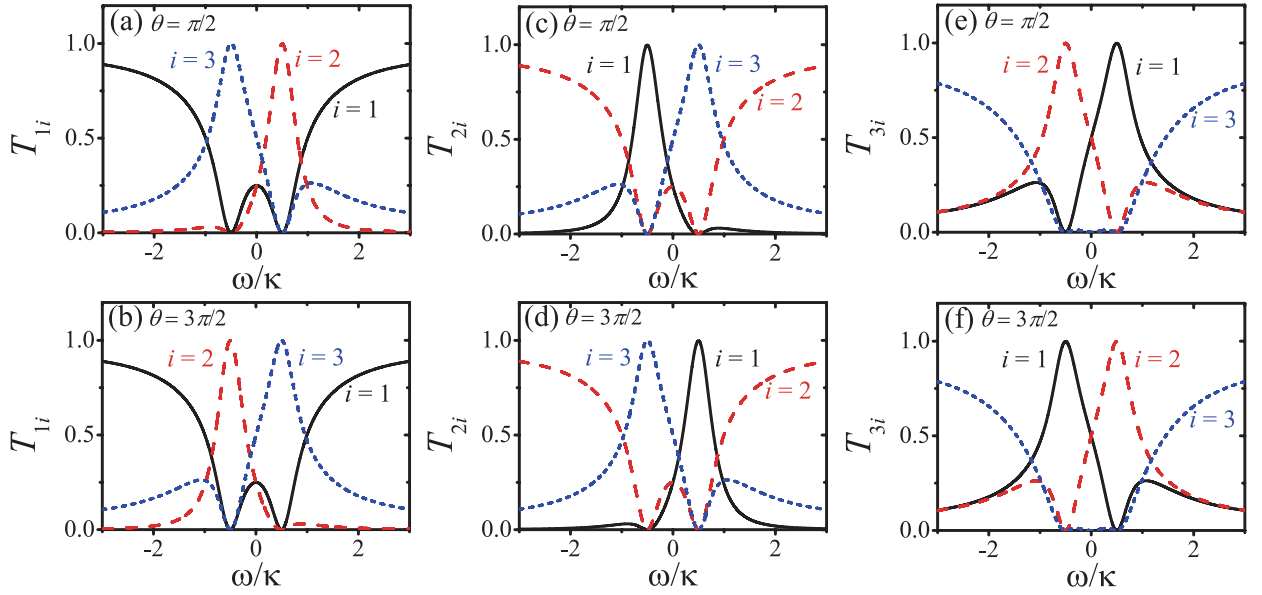 (a) θ = π/2
T1i
1.0
0.5
0.0
i = 3
i = 2
i = 1
-2 0 2
ω/κ
(c) θ = π/2
T2i
1.0
0.5
0.0
i = 1
i = 3
i = 2
-2 0 2
ω/κ
(e) θ = π/2
T3i
1.0
0.5
0.0
i = 2
i = 1
i = 3
-2 0 2
ω/κ
(b) θ = 3π/2
T1i
1.0
0.5
0.0
i = 2
i = 3
i = 1
-2 0 2
ω/κ
(d) θ = 3π/2
T2i
1.0
0.5
0.0
i = 3
i = 1
i = 2
-2 0 2
ω/κ
(f) θ = 3π/2
T3i
1.0
0.5
0.0
i = 1
i = 2
i = 3
-2 0 2
ω/κ